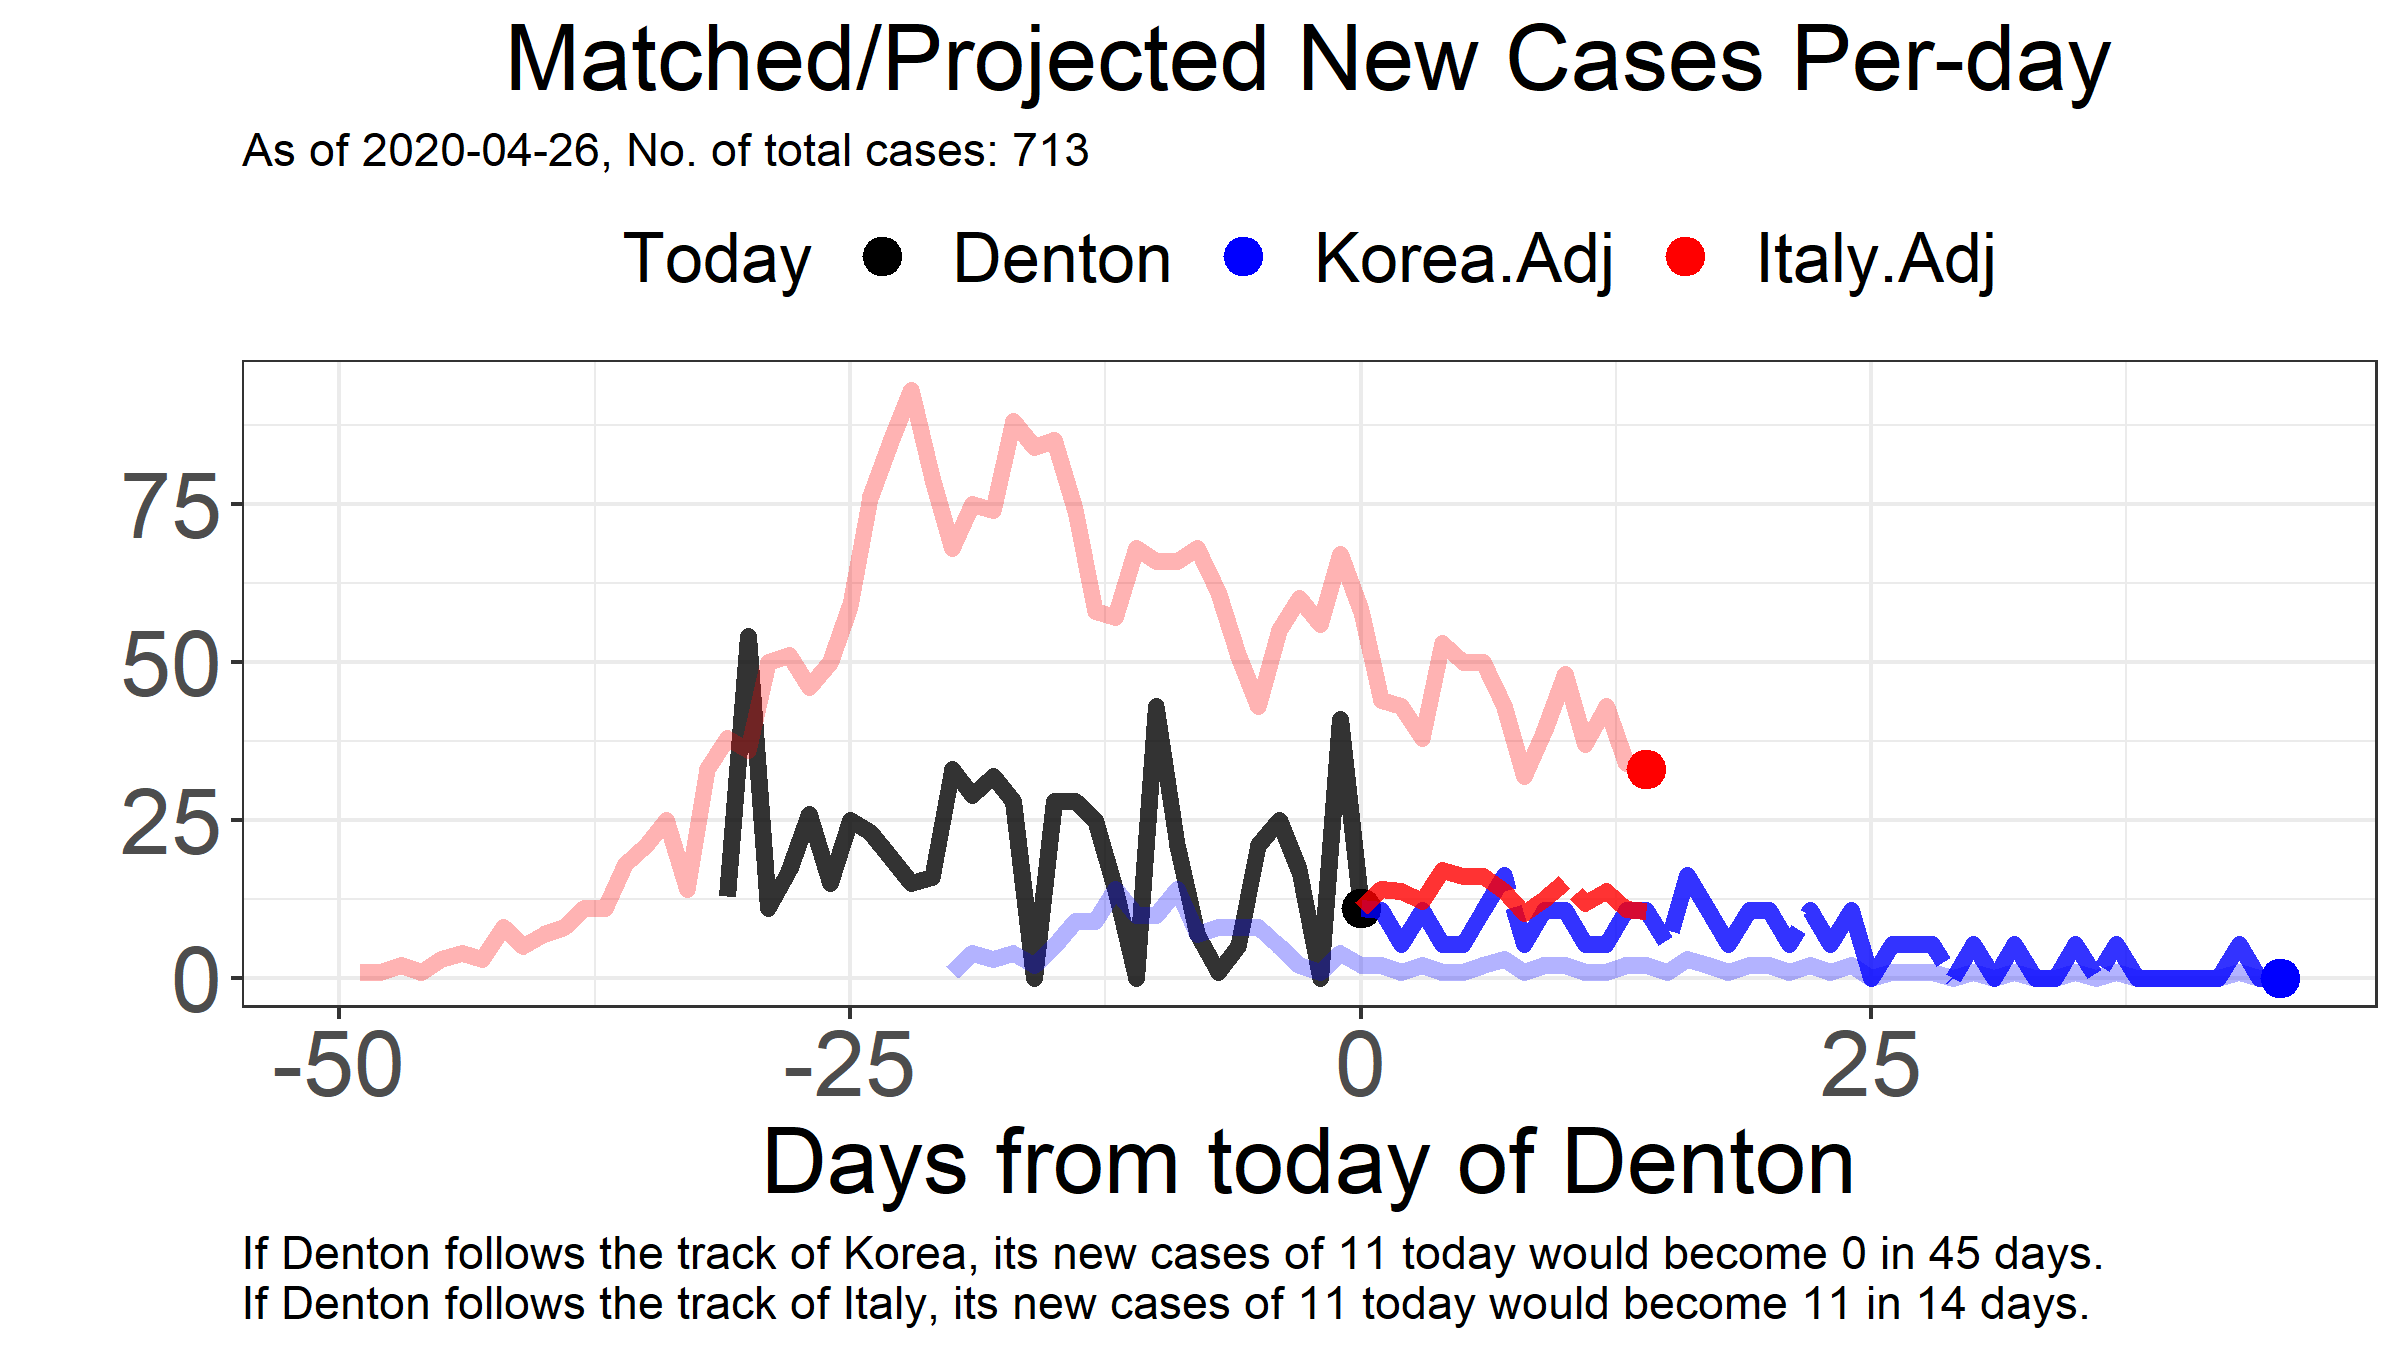 Matched/Projected New Cases Per-day
As of 2020-04-26, No. of total cases: 713
Today Denton Korea.Adj Italy.Adj
75
50
25
0
-50 -25 0 25
Days from today of Denton
If Denton follows the track of Korea, its new cases of 11 today would become 0 in 45 days.
If Denton follows the track of Italy, its new cases of 11 today would become 11 in 14 days.